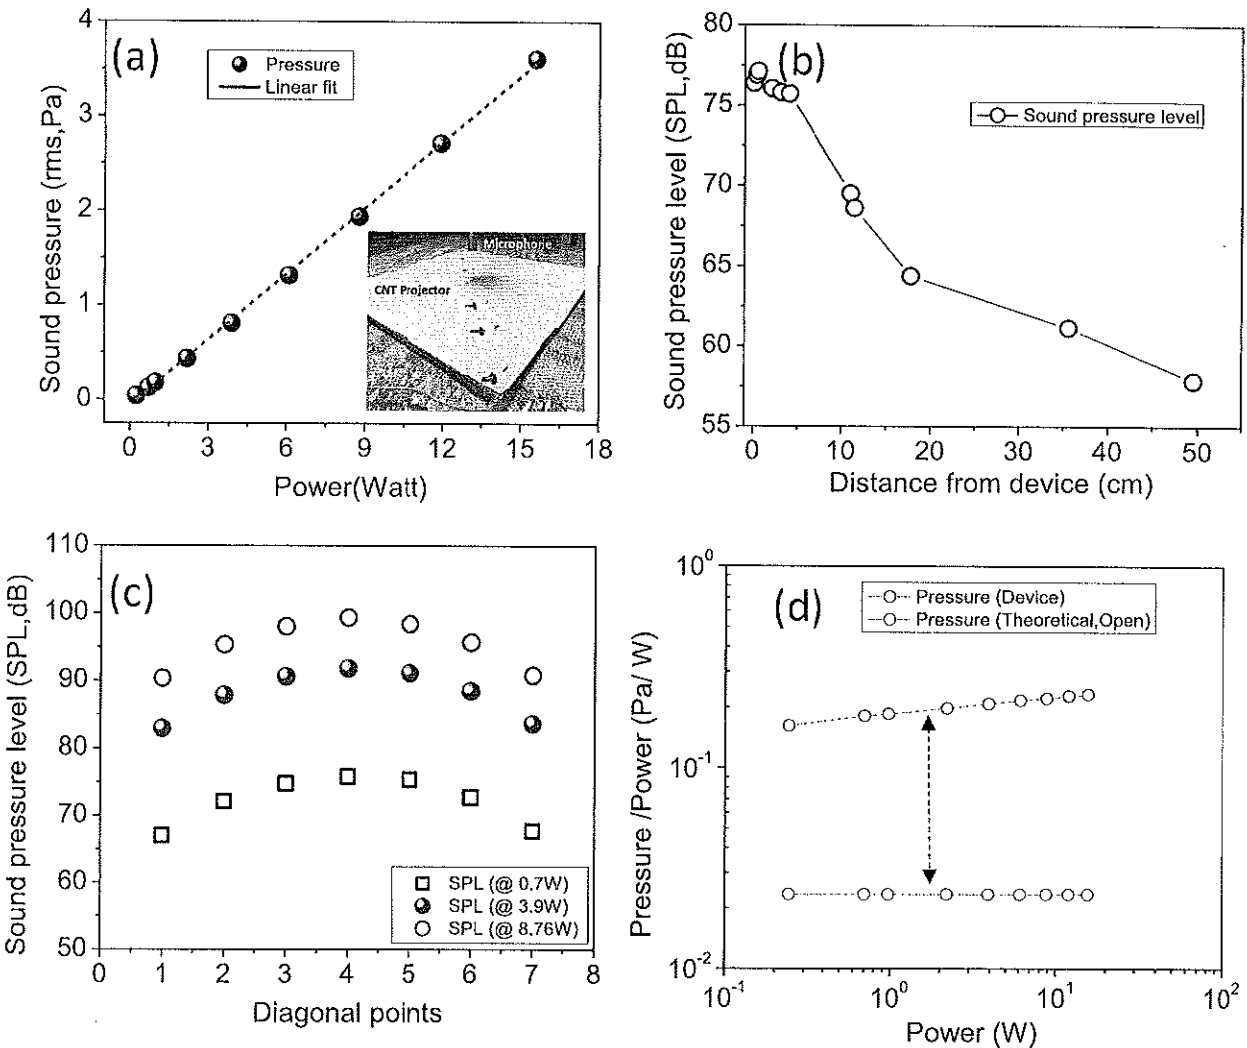 (a)
Pressure
Linear fit
4
3
2
1
0
Sound pressure (rms,Pa)
Microphone
CNT Projector
0
3
6
9
12
15
18
Power(Watt)
(b)
Sound pressure level
80
75
70
65
60
55
Sound pressure level (SPL,dB)
0
10
20
30
40
50
Distance from device (cm)
(c)
110
100
90
80
70
60
50
Sound pressure level (SPL,dB)
SPL (@ 0.7W)
SPL (@ 3.9W)
SPL (@ 8.76W)
0
1
2
3
4
5
6
7
8
Diagonal points
(d)
Pressure (Device)
Pressure (Theoretical,Open)
10⁰
10⁻¹
10⁻²
Pressure /Power (Pa/ W)
10⁻¹
10⁰
10¹
10²
Power (W)